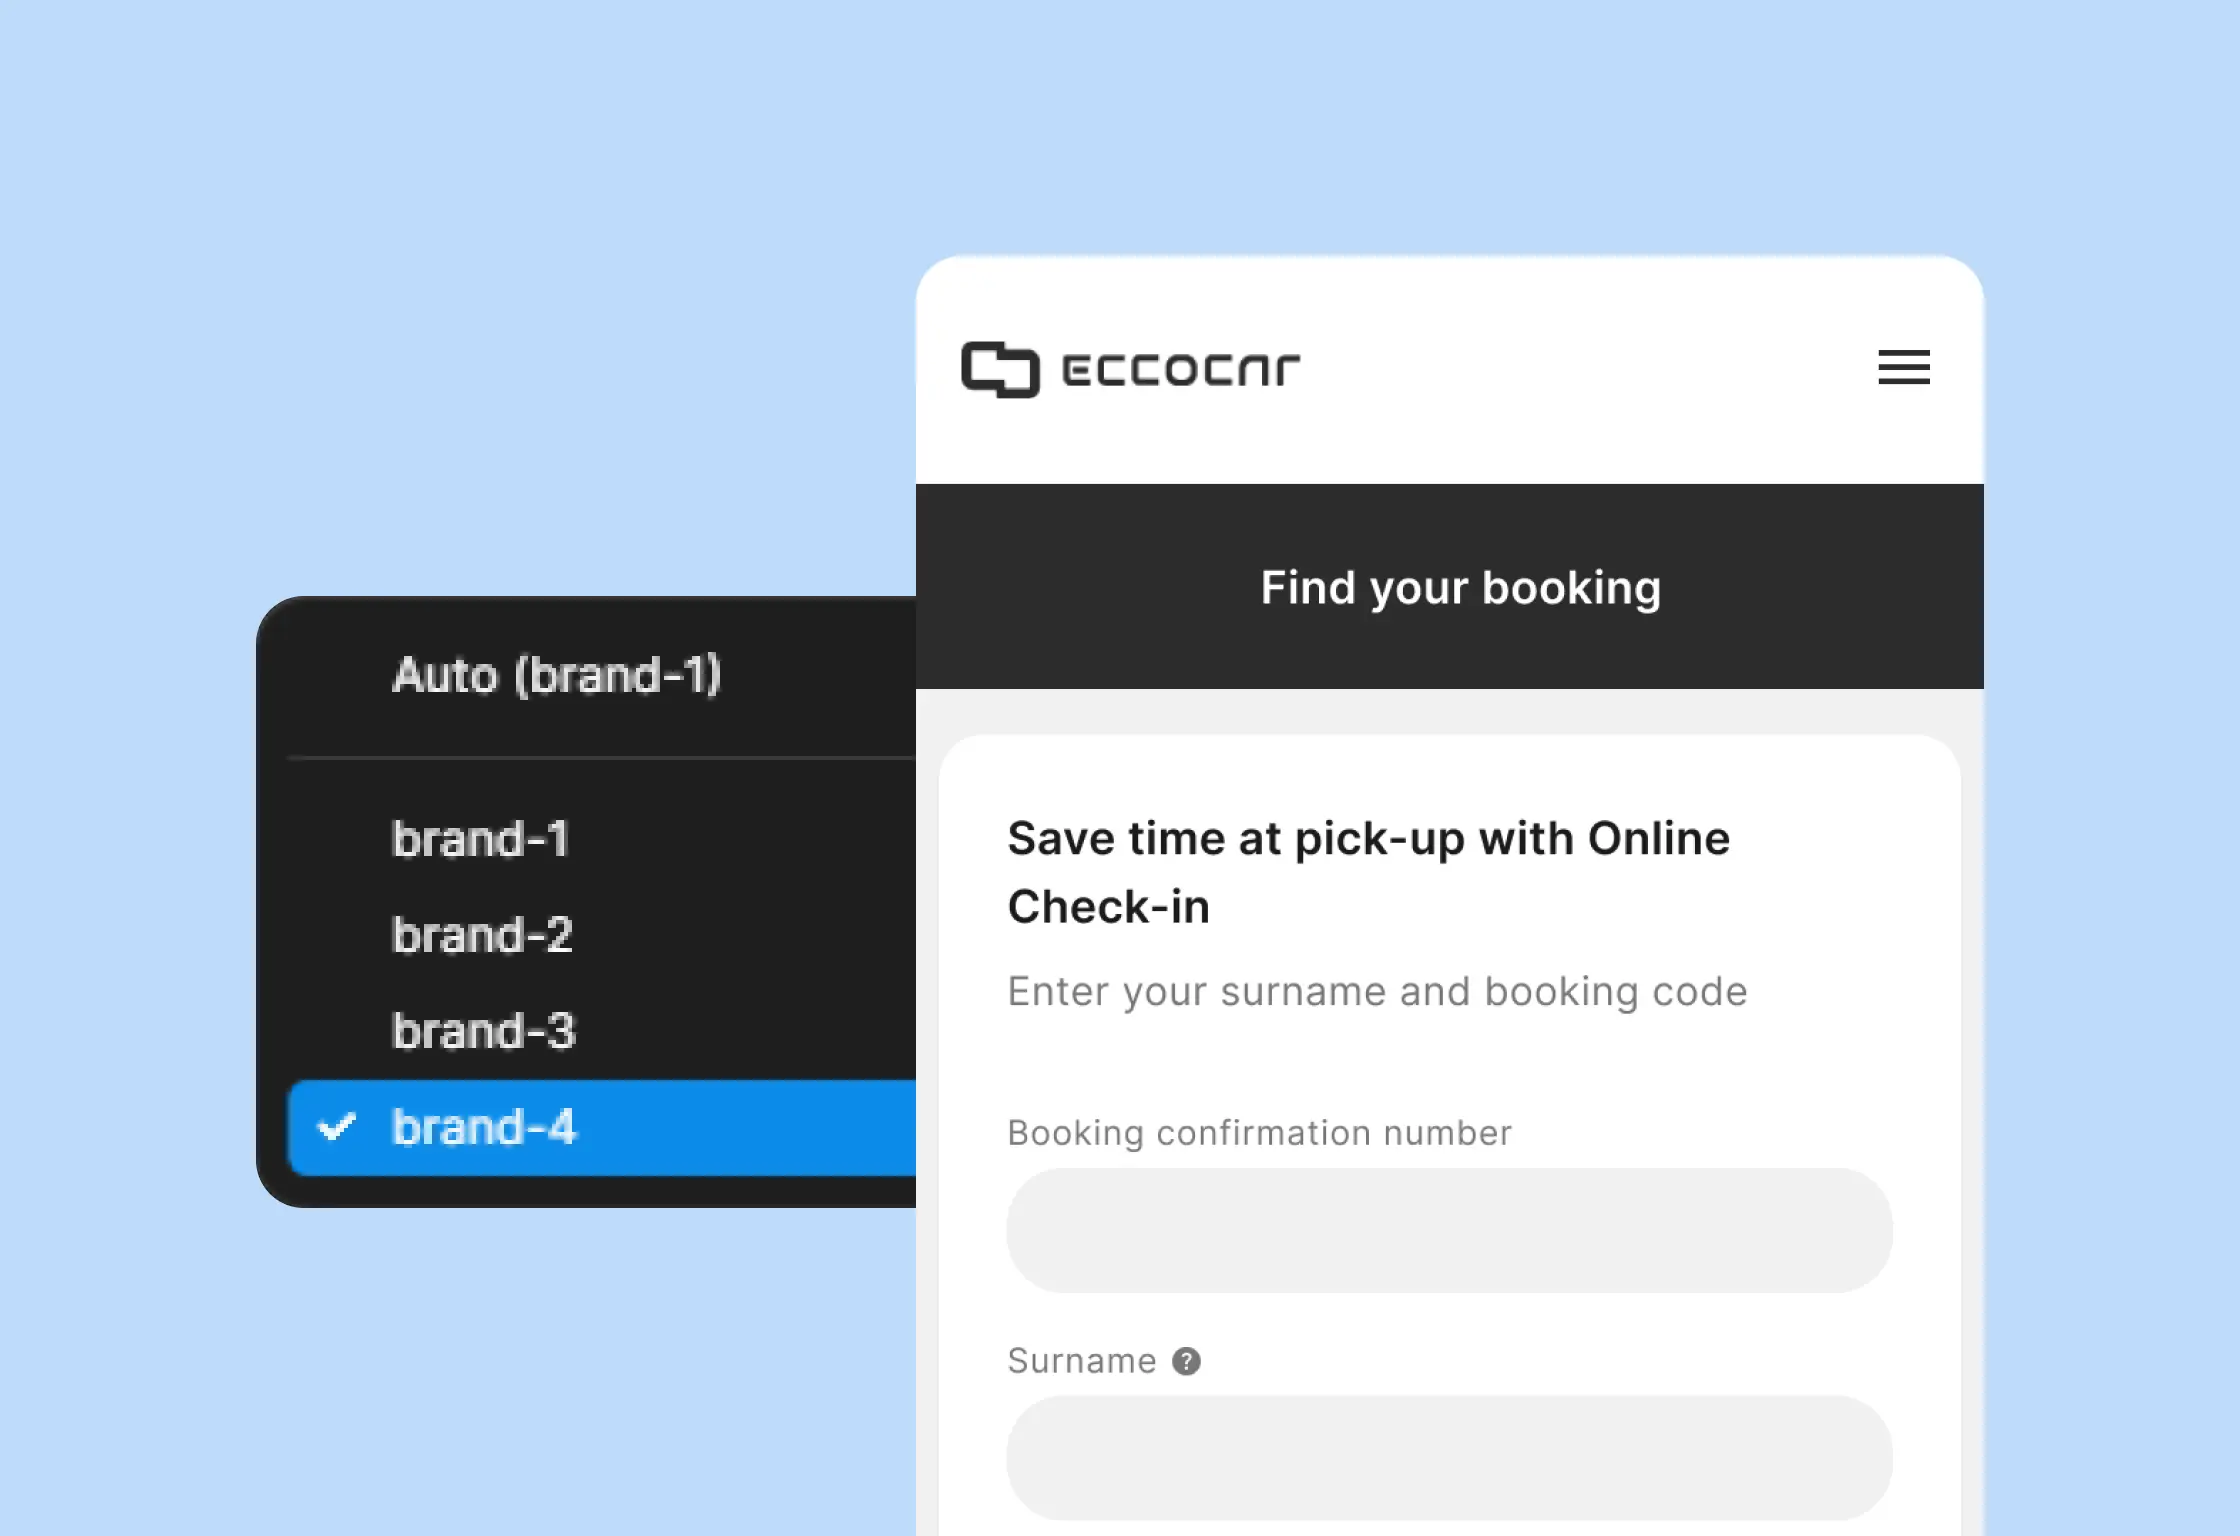 ECCOCAR
Find your booking
Auto (brand-1)
brand-1
brand-2
brand-3
brand-4
Save time at pick-up with Online
Check-in
Enter your surname and booking code
Booking confirmation number
Surname ?